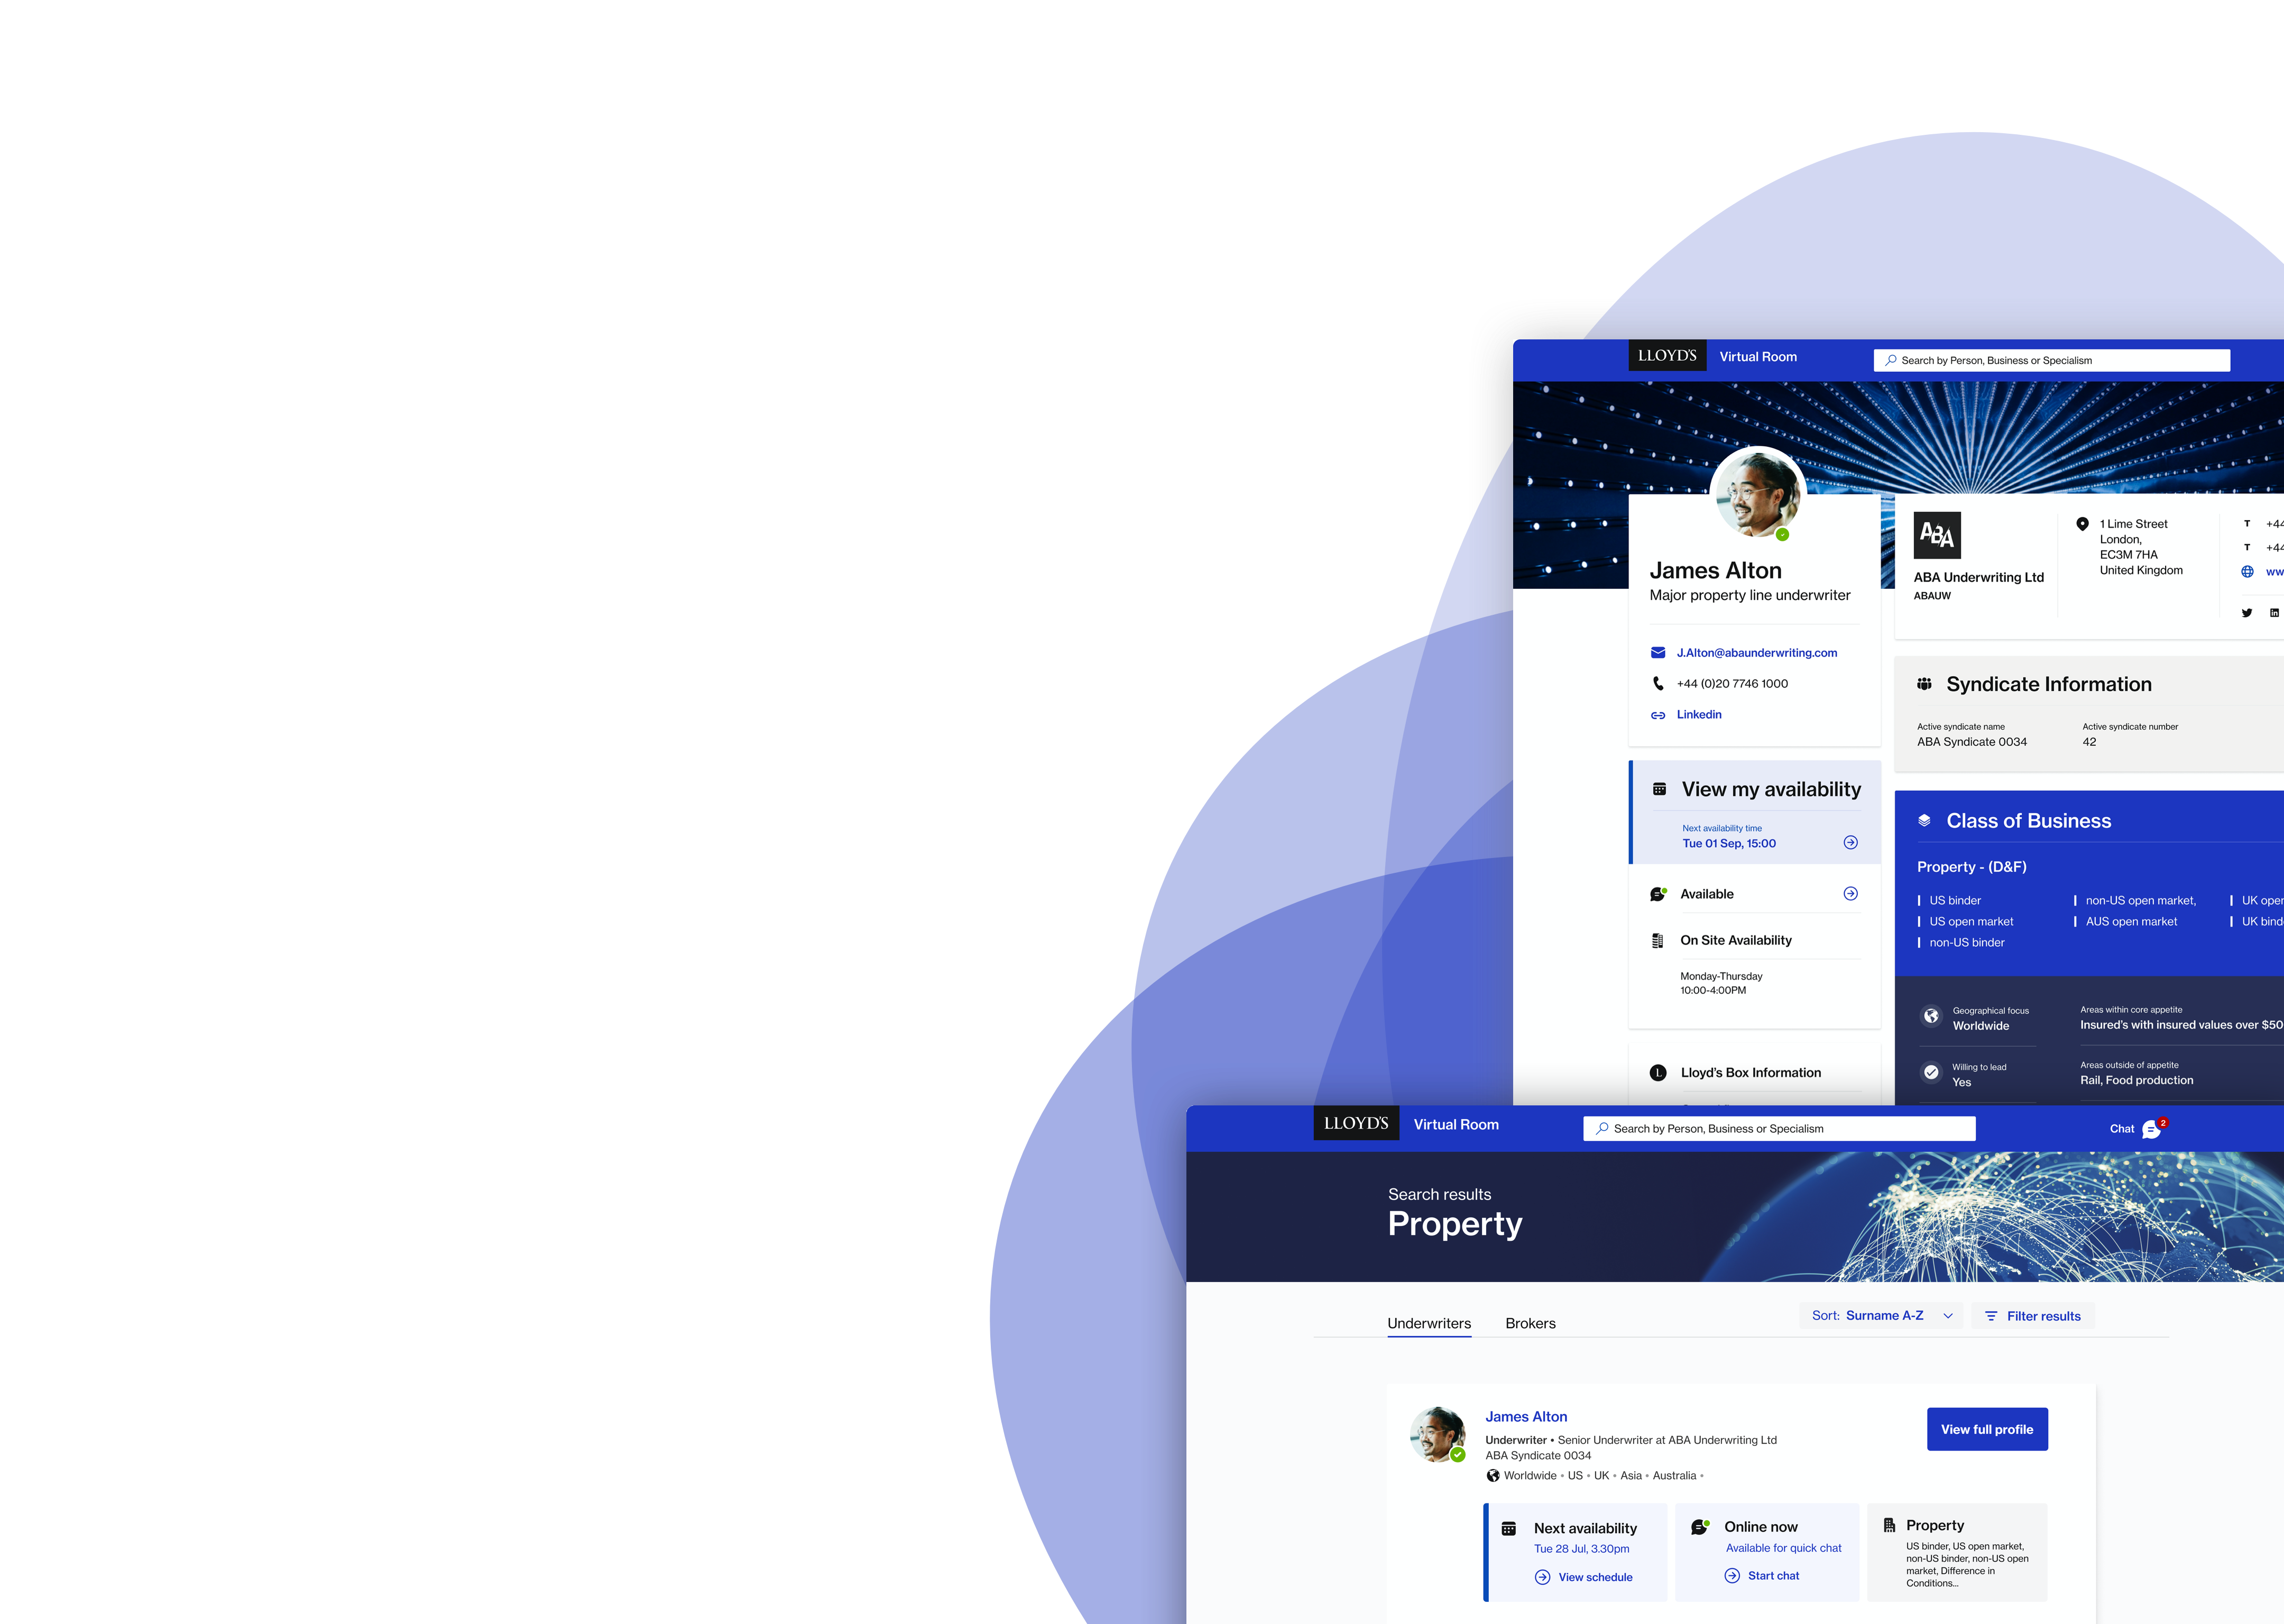 LLOYD'S
Virtual Room
Search by Person, Business or Specialism
James Alton
Major property line underwriter
J.Alton@abaunderwriting.com
+44 (0)20 7746 1000
Linkedin
View my availability
Next availability time
Tue 01 Sep, 15:00
Available
On Site Availability
Monday-Thursday
10:00-4:00PM
Lloyd's Box Information
ABA
ABA Underwriting Ltd
ABAUW
1 Lime Street
London,
EC3M 7HA
United Kingdom
T +44
T +44
ww
Syndicate Information
Active syndicate name
ABA Syndicate 0034
Active syndicate number
42
Class of Business
Property - (D&F)
US binder
US open market
non-US binder
non-US open market,
AUS open market
UK oper
UK bind
Geographical focus
Worldwide
Areas within core appetite
Insured's with insured values over $50
Willing to lead
Yes
Areas outside of appetite
Rail, Food production
LLOYD'S
Virtual Room
Search by Person, Business or Specialism
Chat 2
Search results
Property
Underwriters
Brokers
Sort: Surname A-Z
Filter results
James Alton
Underwriter • Senior Underwriter at ABA Underwriting Ltd
ABA Syndicate 0034
Worldwide • US • UK • Asia • Australia •
View full profile
Next availability
Tue 28 Jul, 3.30pm
View schedule
Online now
Available for quick chat
Start chat
Property
US binder, US open market,
non-US binder, non-US open
market, Difference in
Conditions...